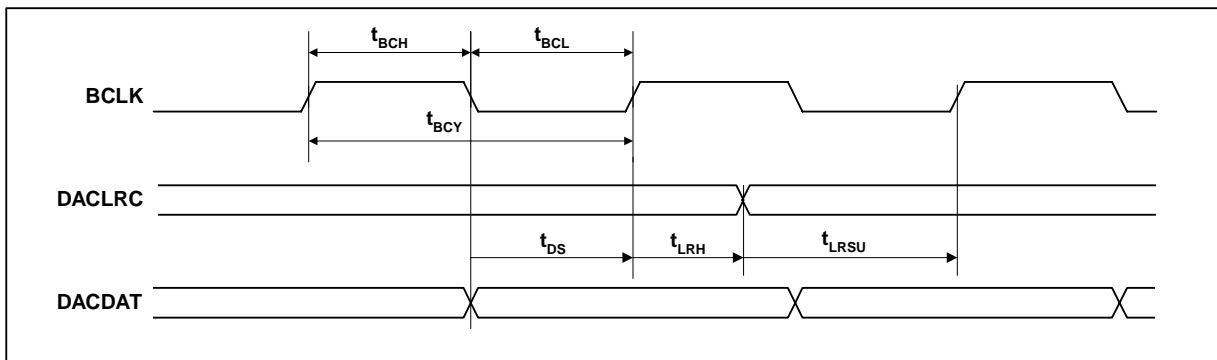 tBCH
tBCL
BCLK
tBCY
DACLRC
tDS
tLRH
tLRSU
DACDAT